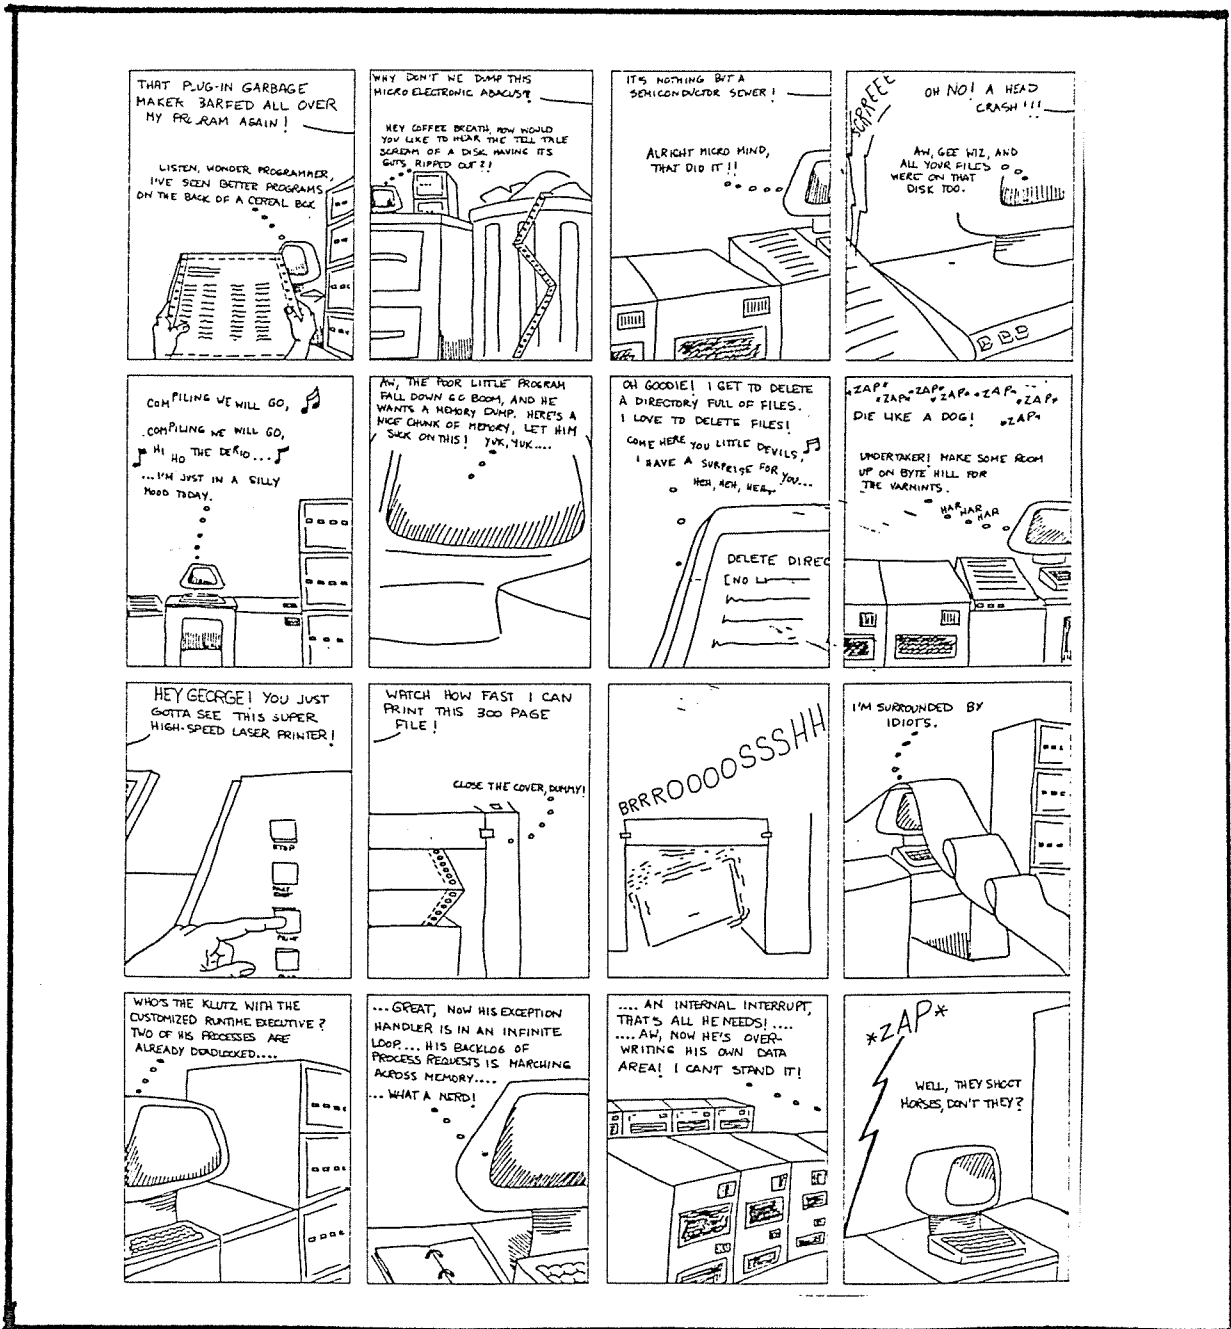 THAT PLUG-IN GARBAGE
MAKER BARFED ALL OVER
MY AGAIN!
LISTEN, WONDER PROGRAMMER,
I'VE SEEN BETTER PROGRAMS
ON THE BACK OF A CEREAL BOX
WHY DON'T WE DUMP THIS
MICRO ELECTRONIC ABACUS?
HEY COFFEE BREATH, HOW WOULD
YOU LIKE TO HEAR THE TELL TALE
SCREAM OF A DISK HAVING ITS
GUTS RIPPED OUT?!
IT'S NOTHING BUT A
SEMICONDUCTOR SEWER!
ALRIGHT MICRO MIND,
THAT DID IT!!
SCRREEE
OH NO! A HEAD
CRASH!!!
AW, GEE WIZ, AND
ALL YOUR FILES
WERE ON THAT
DISK TOO.
COMPILING WE WILL GO,
COMPILING WE WILL GO,
HI HO THE DERIO...
...I'M JUST IN A SILLY
MOOD TODAY.
AW, THE POOR LITTLE PROGRAM
FALL DOWN GO BOOM, AND HE
WANTS A MEMORY DUMP. HERE'S A
NICE CHUNK OF MEMORY, LET HIM
SUCK ON THIS! YUK, YUK....
OH GOODIE! I GET TO DELETE
A DIRECTORY FULL OF FILES.
I LOVE TO DELETE FILES!
COME HERE YOU LITTLE DEVILS,
I HAVE A SURPRISE FOR YOU...
HEH, HEH, HEH
DELETE DIREC
[NO
*ZAP* *ZAP* *ZAP* *ZAP* *ZAP*
DIE LIKE A DOG! *ZAP*
UNDERTAKER! MAKE SOME ROOM
UP ON BYTE HILL FOR
THE VARMINTS.
HAR HAR HAR
HEY GEORGE! YOU JUST
GOTTA SEE THIS SUPER
HIGH-SPEED LASER PRINTER!
STOP
PRINT
WATCH HOW FAST I CAN
PRINT THIS 300 PAGE
FILE!
CLOSE THE COVER, DUMMY!
BRRROOOOSSSHH
I'M SURROUNDED BY
IDIOTS.
WHO'S THE KLUTZ WITH THE
CUSTOMIZED RUNTIME EXECUTIVE?
TWO OF HIS PROCESSES ARE
ALREADY DEADLOCKED....
...GREAT, NOW HIS EXCEPTION
HANDLER IS IN AN INFINITE
LOOP.... HIS BACKLOG OF
PROCESS REQUESTS IS MARCHING
ACROSS MEMORY....
... WHAT A NERD!
.... AN INTERNAL INTERRUPT,
THAT'S ALL HE NEEDS!....
....AW, NOW HE'S OVER-
WRITING HIS OWN DATA
AREA! I CANT STAND IT!
*ZAP*
WELL, THEY SHOOT
HORSES, DON'T THEY?